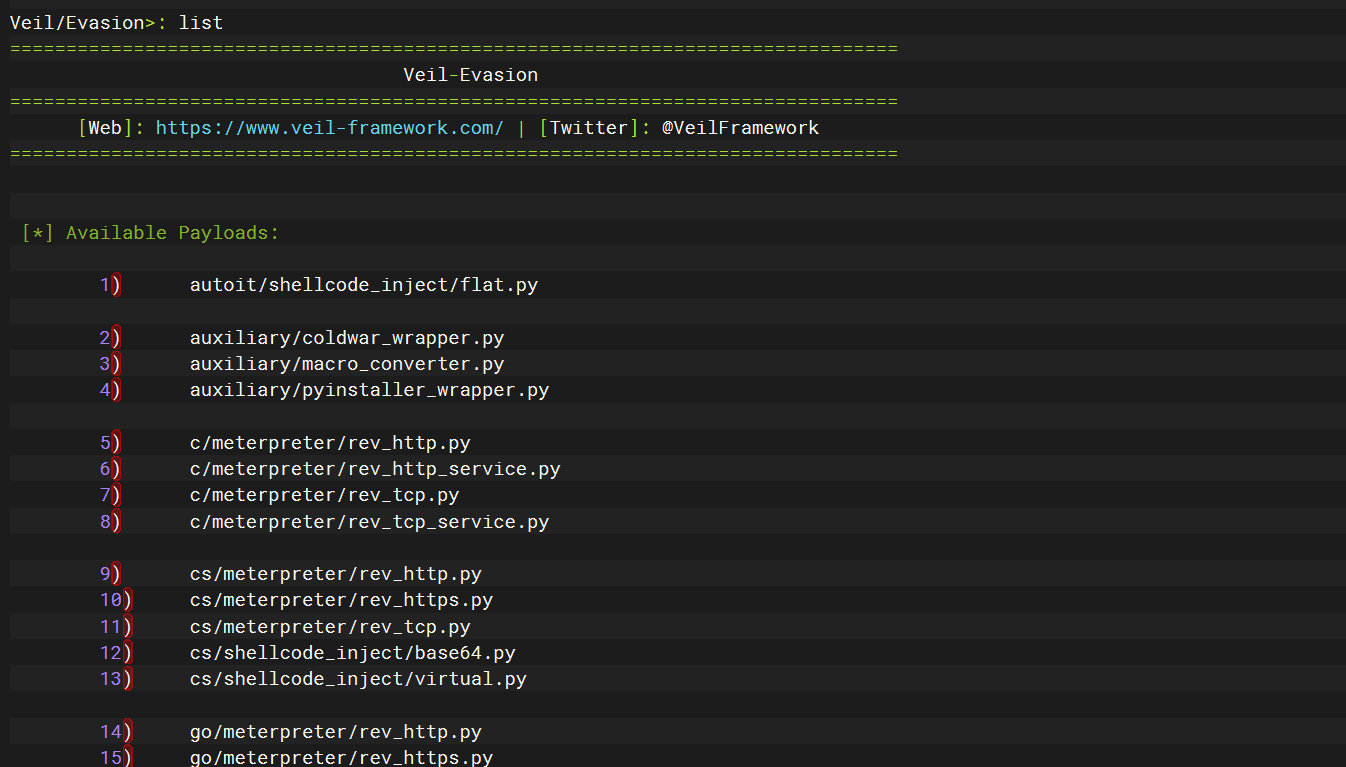 Veil/Evasion>: list
===============================================================================
Veil-Evasion
===============================================================================
[Web]: https://www.veil-framework.com/ | [Twitter]: @VeilFramework
===============================================================================
[*] Available Payloads:
1) autoit/shellcode_inject/flat.py
2) auxiliary/coldwar_wrapper.py
3) auxiliary/macro_converter.py
4) auxiliary/pyinstaller_wrapper.py
5) c/meterpreter/rev_http.py
6) c/meterpreter/rev_http_service.py
7) c/meterpreter/rev_tcp.py
8) c/meterpreter/rev_tcp_service.py
9) cs/meterpreter/rev_http.py
10) cs/meterpreter/rev_https.py
11) cs/meterpreter/rev_tcp.py
12) cs/shellcode_inject/base64.py
13) cs/shellcode_inject/virtual.py
14) go/meterpreter/rev_http.py
15) go/meterpreter/rev_https.py